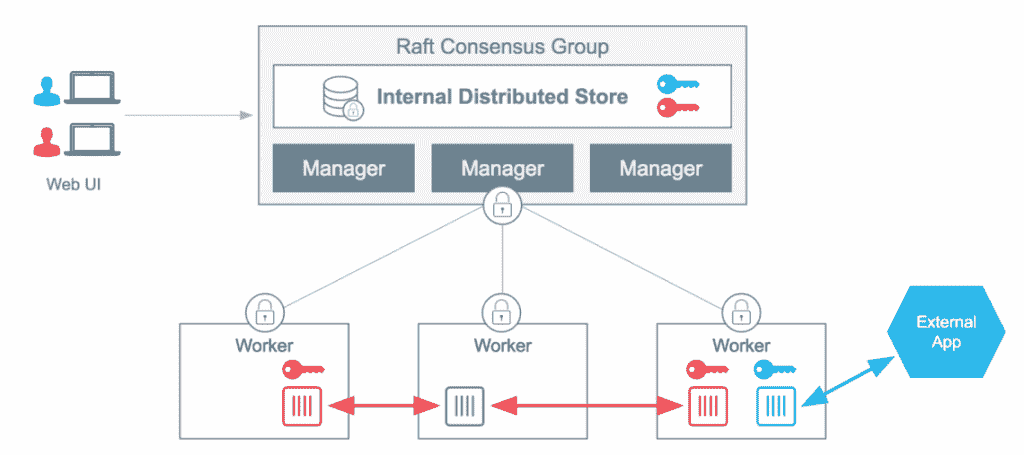 Raft Consensus Group
Internal Distributed Store
Manager Manager Manager
Web UI
Worker Worker Worker
External
App